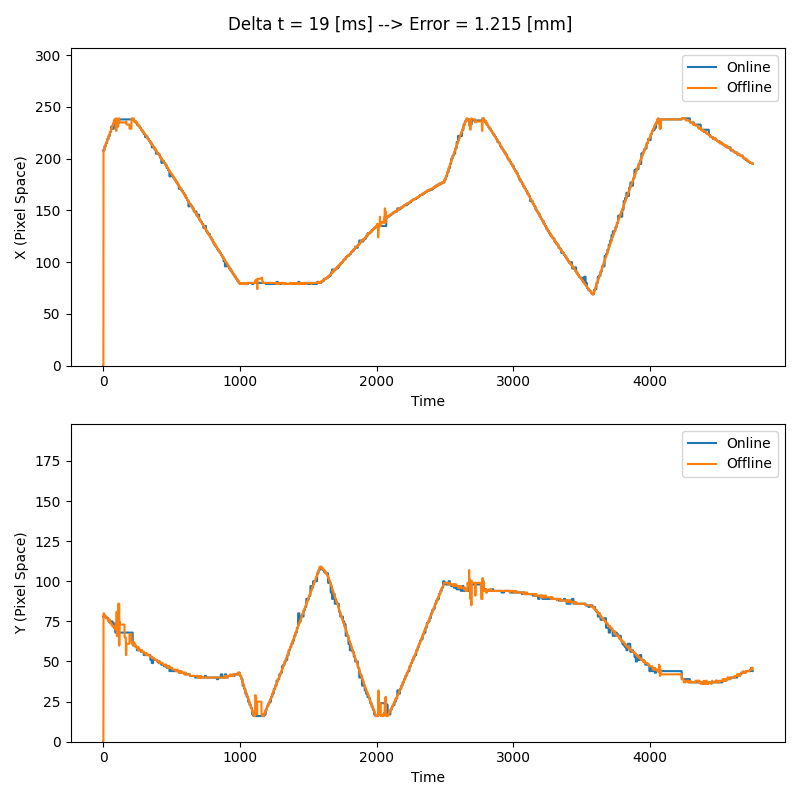 Delta t = 19 [ms] --> Error = 1.215 [mm]
300
250
200
150
100
50
0
X (Pixel Space)
Online
Offline
0 1000 2000 3000 4000
Time
175
150
125
100
75
50
25
0
Y (Pixel Space)
Online
Offline
0 1000 2000 3000 4000
Time